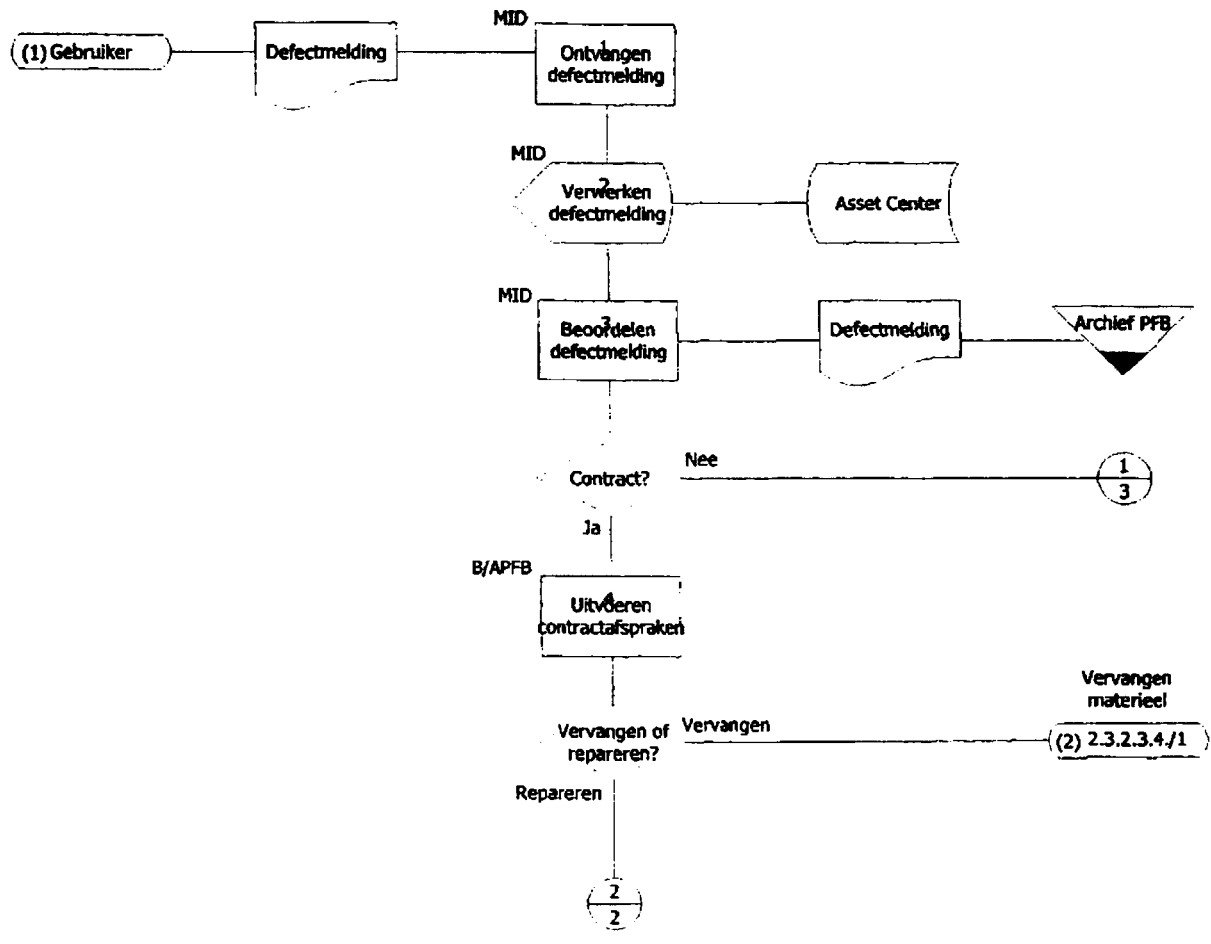 MID
(1) Gebruiker
Defectmelding
1
Ontvangen
defectmelding
MID
2
Verwerken
defectmelding
Asset Center
MID
3
Beoordelen
defectmelding
Defectmelding
Archief PFB
Contract?
Nee
1
3
Ja
B/APFB
4
Uitvoeren
contractafspraken
Vervangen
materieel
Vervangen of
repareren?
Vervangen
(2) 2.3.2.3.4./1
Repareren
2
2